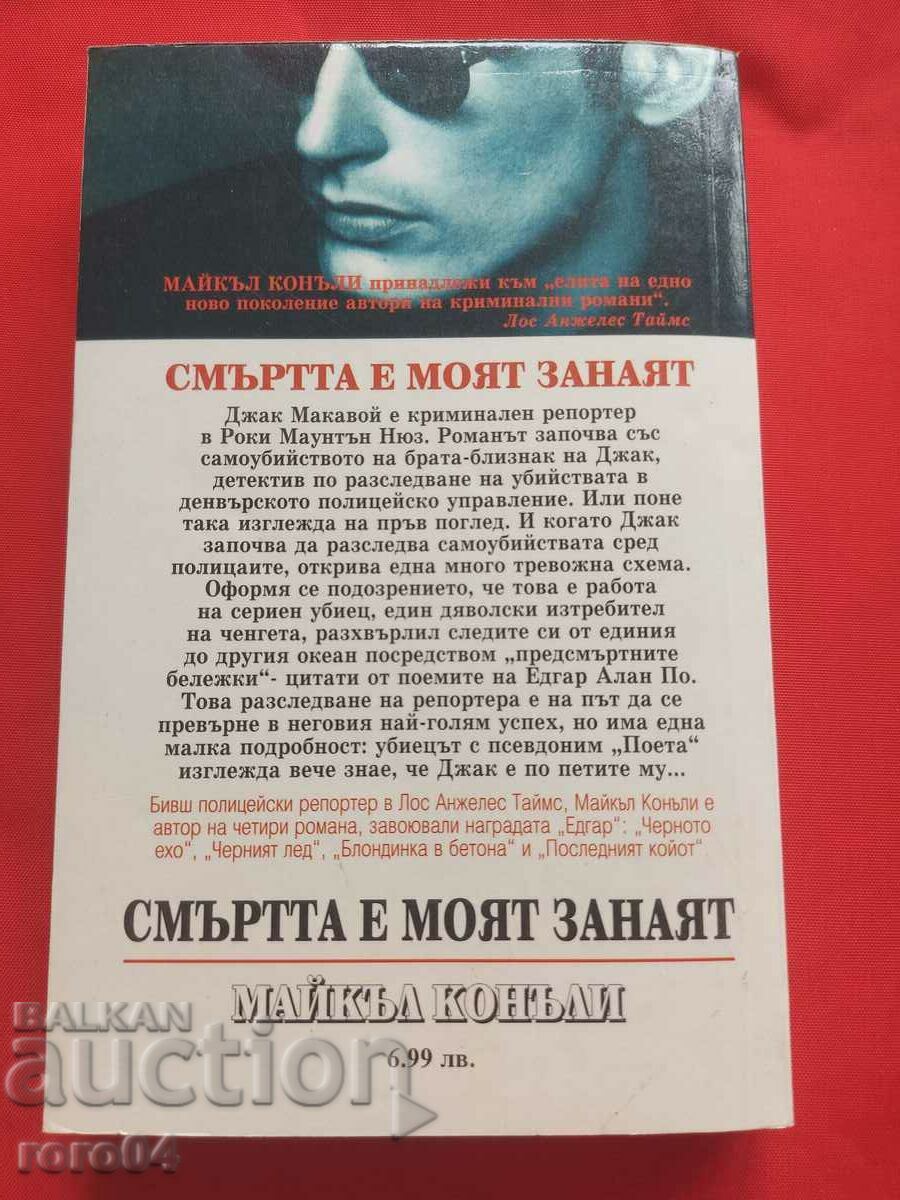 МАЙКЪЛ КОНЪЛИ принадложи към „елита на едно
ново поколение автори на криминални романи“.
Лос Анжелес Таймс
СМЪРТТА Е МОЯТ ЗАНАЯТ
Джак Макавой е криминален репортер
в Роки Маунтън Нюз. Романът започва със
самоубийството на брата-близнак на Джак,
детектив по разследване на убийствата в
денвърското полицейско управление. Или поне
така изглежда на пръв поглед. И когато Джак
започва да разследва самоубийствата сред
полицаите, открива една много тревожна схема.
Оформя се подозрението, че това е работа
на сериен убиец, един дяволски изтребител
на ченгета, разхвърлил следите си от единия
до другия океан посредством „предсмъртните
бележки“- цитати от поемите на Едгар Алан По.
Това разследване на репортера е на път да се
превърне в неговия най-голям успех, но има една
малка подробност: убиецът с псевдоним „Поета“
изглежда вече знае, че Джак е по петите му...
Бивш полицейски репортер в Лос Анжелес Таймс, Майкъл Конъли е
автор на четири романа, завоювали наградата „Едгар“: „Черното
ехо“, „Черният лед“, „Блондинка в бетона“ и „Последният койот“
СМЪРТТА Е МОЯТ ЗАНАЯТ
МАЙКЪЛ КОНЪЛИ
6.99 лв.
BALKAN
auction
roro04